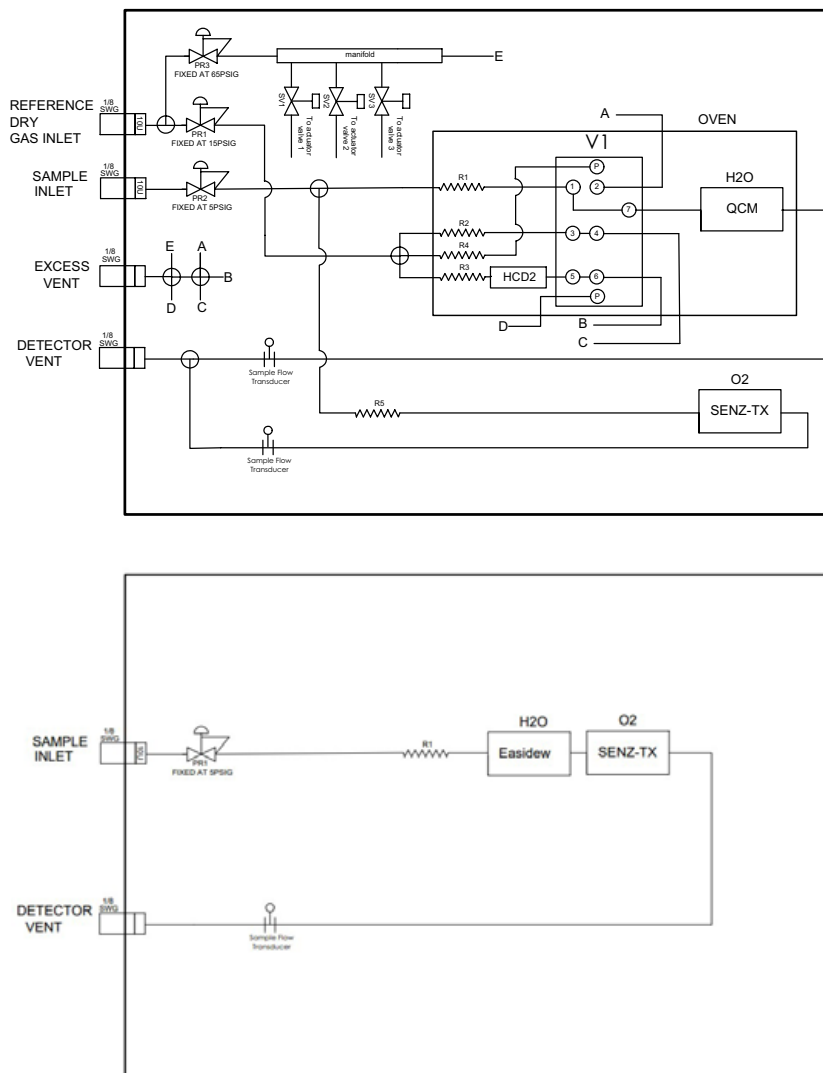 PR3
FIXED AT 65PSIG
manifold
E
SV1
SV2
SV3
To actuator
valve 1
To actuator
valve 2
To actuator
valve 3
REFERENCE
DRY
GAS INLET
1/8
SWG
10U
PR1
FIXED AT 15PSIG
A
OVEN
V1
SAMPLE
INLET
1/8
SWG
10U
PR2
FIXED AT 5PSIG
R1
P
1
2
7
H2O
QCM
R2
3
4
R4
R3
HCD2
5
6
P
EXCESS
VENT
1/8
SWG
E
A
B
D
C
D
B
C
DETECTOR
VENT
1/8
SWG
Sample Flow
Transducer
R5
O2
SENZ-TX
Sample Flow
Transducer
SAMPLE
INLET
1/8
SWG
10U
PR1
FIXED AT 5PSIG
R1
H2O
Easidew
O2
SENZ-TX
DETECTOR
VENT
1/8
SWG
Sample Flow
Transducer